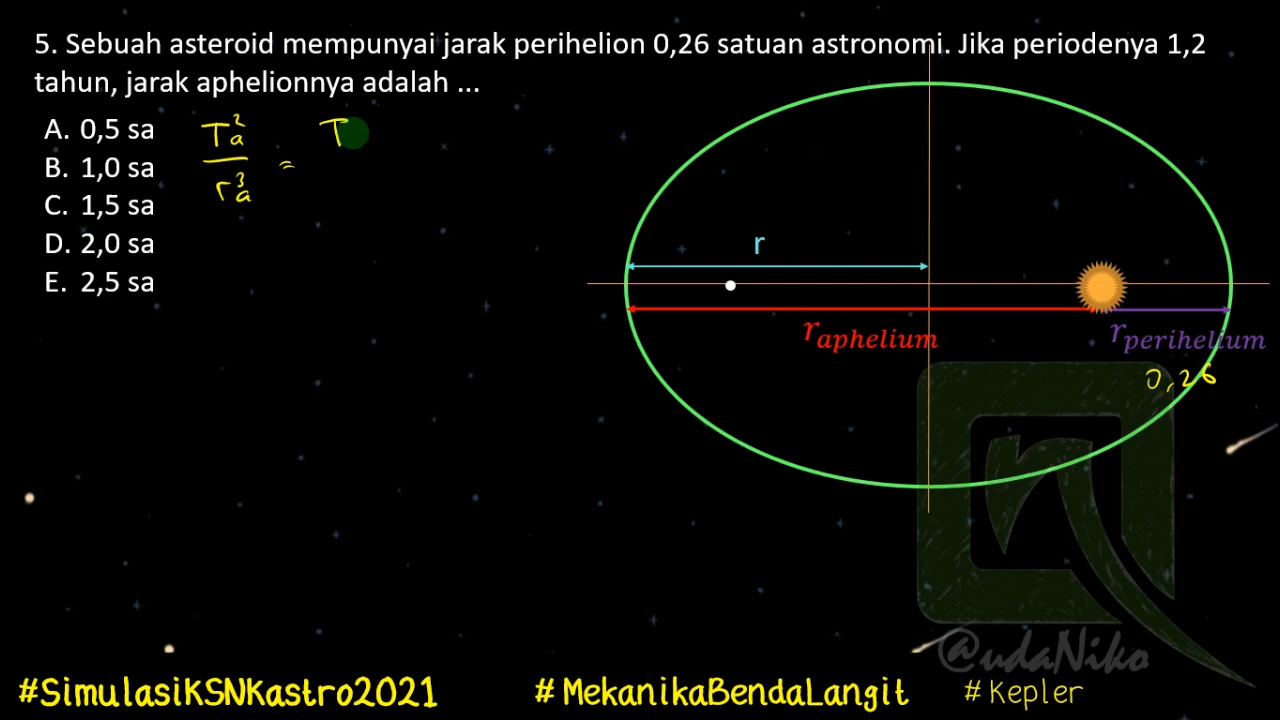 5. Sebuah asteroid mempunyai jarak perihelion 0,26 satuan astronomi. Jika periodenya 1,2
tahun, jarak aphelionnya adalah ...
A. 0,5 sa
B. 1,0 sa
C. 1,5 sa
D. 2,0 sa
E. 2,5 sa
Tₐ² / rₐ³ = T
r
r aphelium
r perihelium
0,26
@udaNiko
#SimulasiKSNKastro2021 #MekanikaBendaLangit #Kepler